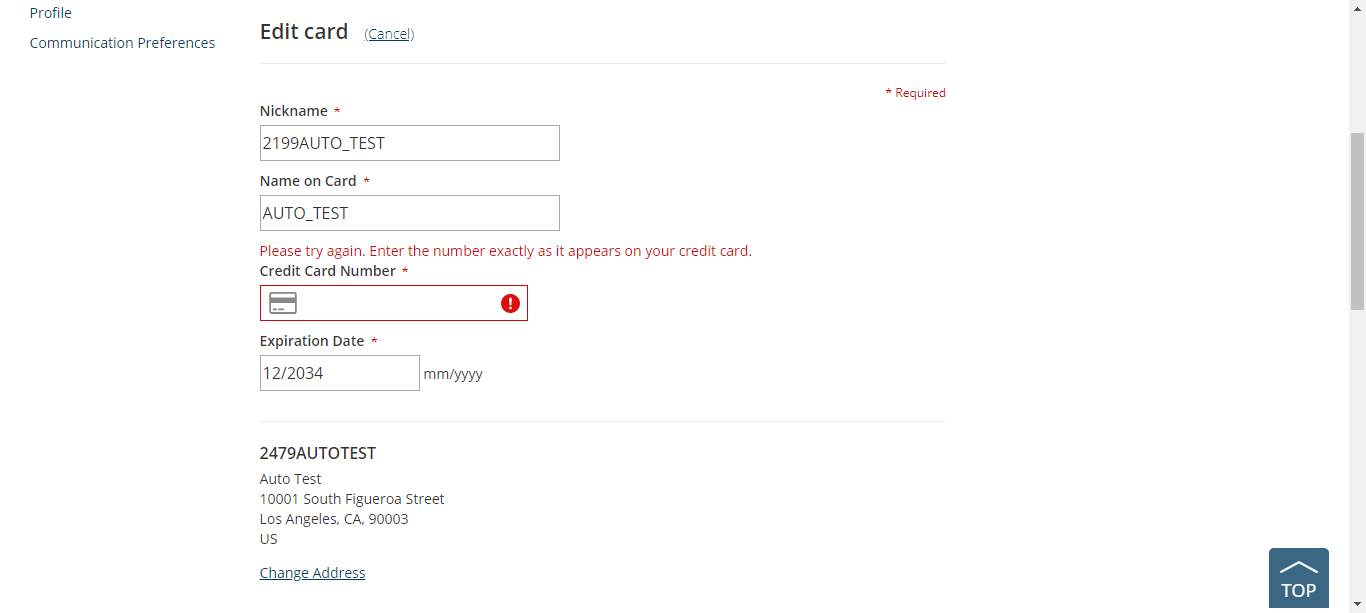 Profile
Communication Preferences
Edit card (Cancel)
* Required
Nickname *
2199AUTO_TEST
Name on Card *
AUTO_TEST
Please try again. Enter the number exactly as it appears on your credit card.
Credit Card Number *
Expiration Date *
12/2034 mm/yyyy
2479AUTOTEST
Auto Test
10001 South Figueroa Street
Los Angeles, CA, 90003
US
Change Address
TOP